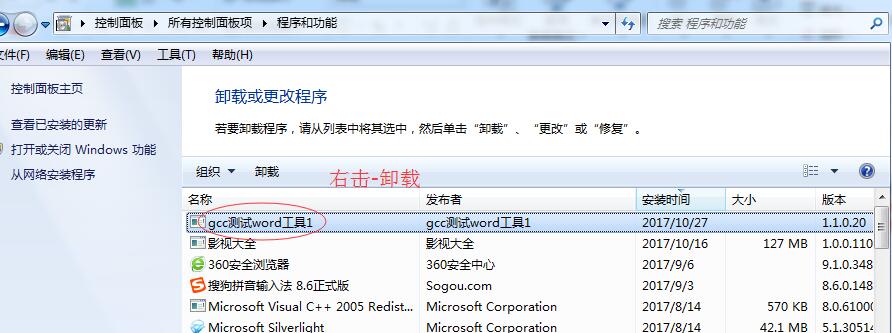 控制面板 ▸ 所有控制面板项 ▸ 程序和功能
搜索 程序和功能
文件(F) 编辑(E) 查看(V) 工具(T) 帮助(H)
控制面板主页
查看已安装的更新
打开或关闭 Windows 功能
从网络安装程序
卸载或更改程序
若要卸载程序，请从列表中将其选中，然后单击“卸载”、“更改”或“修复”。
组织 卸载
右击-卸载
名称 发布者 安装时间 大小 版本
gcc测试word工具1 gcc测试word工具1 2017/10/27 1.1.0.20
影视大全 影视大全 2017/10/16 127 MB 1.0.0.110
360安全浏览器 360安全中心 2017/9/6 9.1.0.348
搜狗拼音输入法 8.6正式版 Sogou.com 2017/9/3 8.6.0.148
Microsoft Visual C++ 2005 Redist... Microsoft Corporation 2017/8/14 570 KB 8.0.61000
Microsoft Silverlight Microsoft Corporation 2017/8/14 42.1 MB 5.1.30514